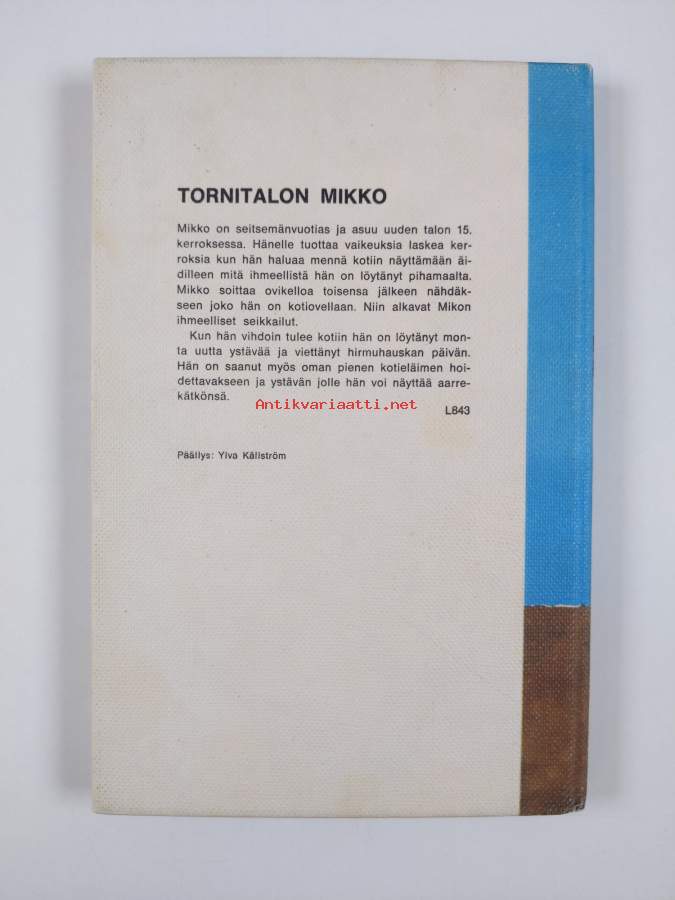 TORNITALON MIKKO
Mikko on seitsemänvuotias ja asuu uuden talon 15.
kerroksessa. Hänelle tuottaa vaikeuksia laskea ker-
roksia kun hän haluaa mennä kotiin näyttämään äi-
dilleen mitä ihmeellistä hän on löytänyt pihamaalta.
Mikko soittaa ovikelloa toisensa jälkeen nähdäk-
seen joko hän on kotiovellaan. Niin alkavat Mikon
ihmeelliset seikkailut.
Kun hän vihdoin tulee kotiin hän on löytänyt mon-
ta uutta ystävää ja viettänyt hirmuhauskan päivän.
Hän on saanut myös oman pienen kotieläimen hoi-
dettavakseen ja ystävän jolle hän voi näyttää aarre-
kätkönsä.
Antikvariaatti.net
L843
Päällys: Ylva Källström